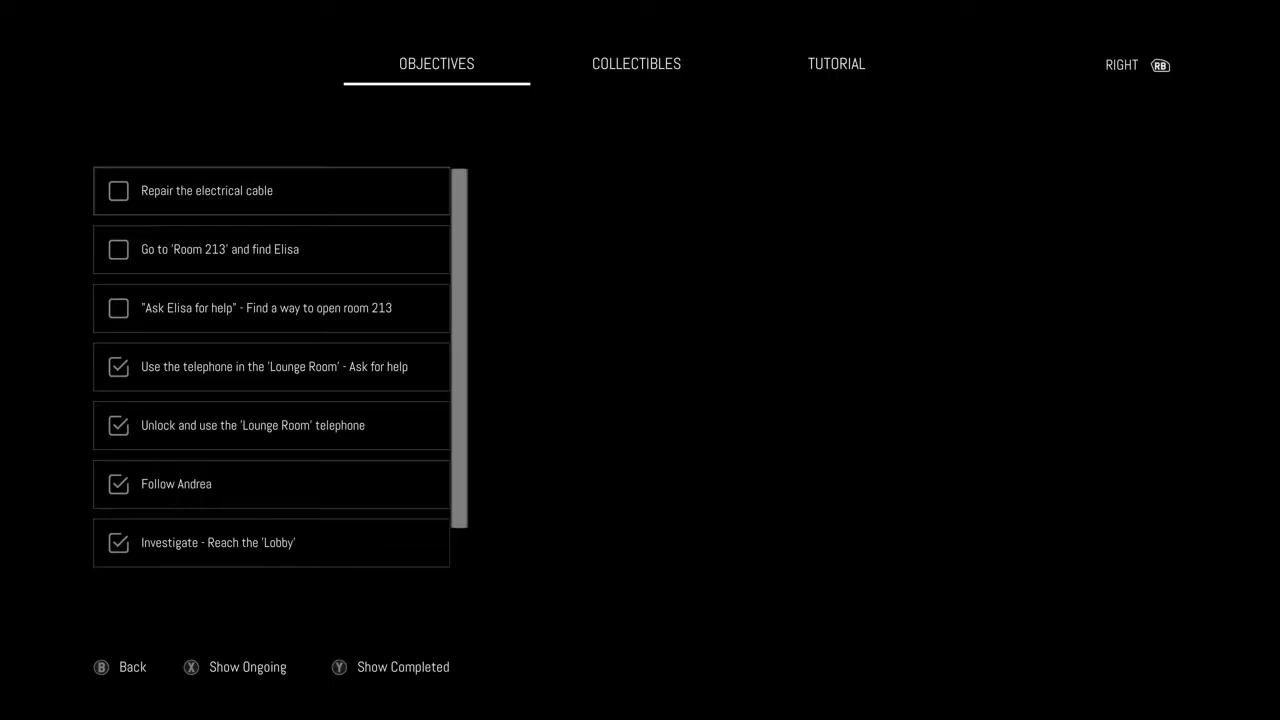 OBJECTIVES
COLLECTIBLES
TUTORIAL
RIGHT RB
Repair the electrical cable
Go to 'Room 213' and find Elisa
"Ask Elisa for help" - Find a way to open room 213
Use the telephone in the 'Lounge Room' - Ask for help
Unlock and use the 'Lounge Room' telephone
Follow Andrea
Investigate - Reach the 'Lobby'
B Back
X Show Ongoing
Y Show Completed